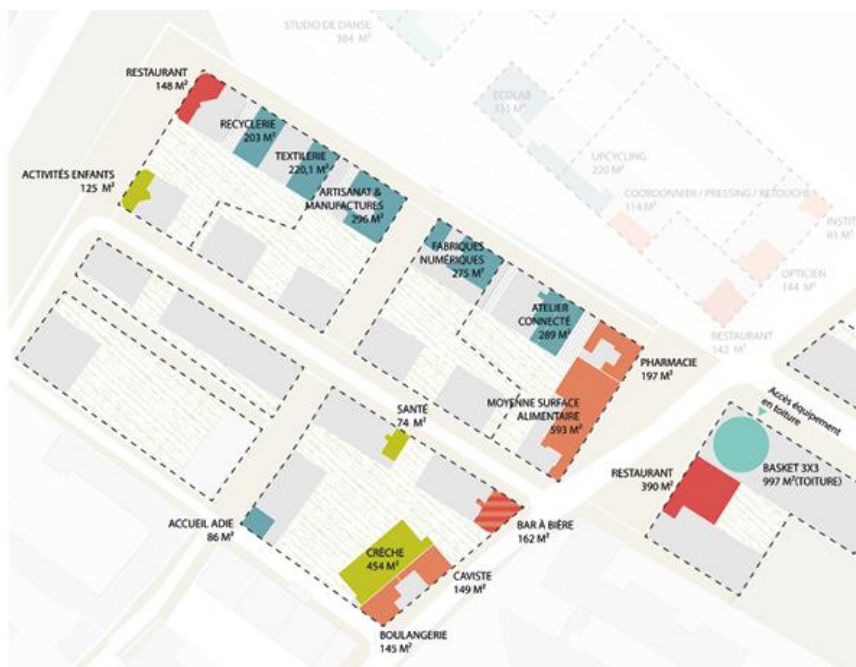 STUDIO DE DANSE
384 M²
RESTAURANT
148 M²
ECOLAB
333 M²
RECYCLERIE
203 M²
UPCYCLING
220 M²
TEXTILERIE
220,1 M²
ACTIVITÉS ENFANTS
125 M²
ARTISANAT &
MANUFACTURES
296 M²
COORDONNIER / PRESSING / RETOUCHE
114 M²
INSTIT
81 M²
FABRIQUES
NUMÉRIQUES
275 M²
OPTICIEN
144 M²
ATELIER
CONNECTÉ
289 M²
RESTAURANT
142 M²
PHARMACIE
197 M²
MOYENNE SURFACE
ALIMENTAIRE
593 M²
Accès équipement
en toiture
SANTÉ
74 M²
BASKET 3X3
997 M²(TOITURE)
RESTAURANT
390 M²
ACCUEIL ADIE
86 M²
BAR À BIÈRE
162 M²
CRÈCHE
454 M²
CAVISTE
149 M²
BOULANGERIE
145 M²